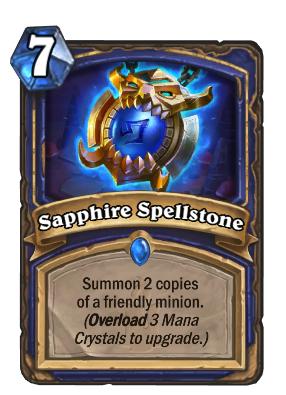 7
Sapphire Spellstone
Summon 2 copies
of a friendly minion.
(Overload 3 Mana
Crystals to upgrade.)